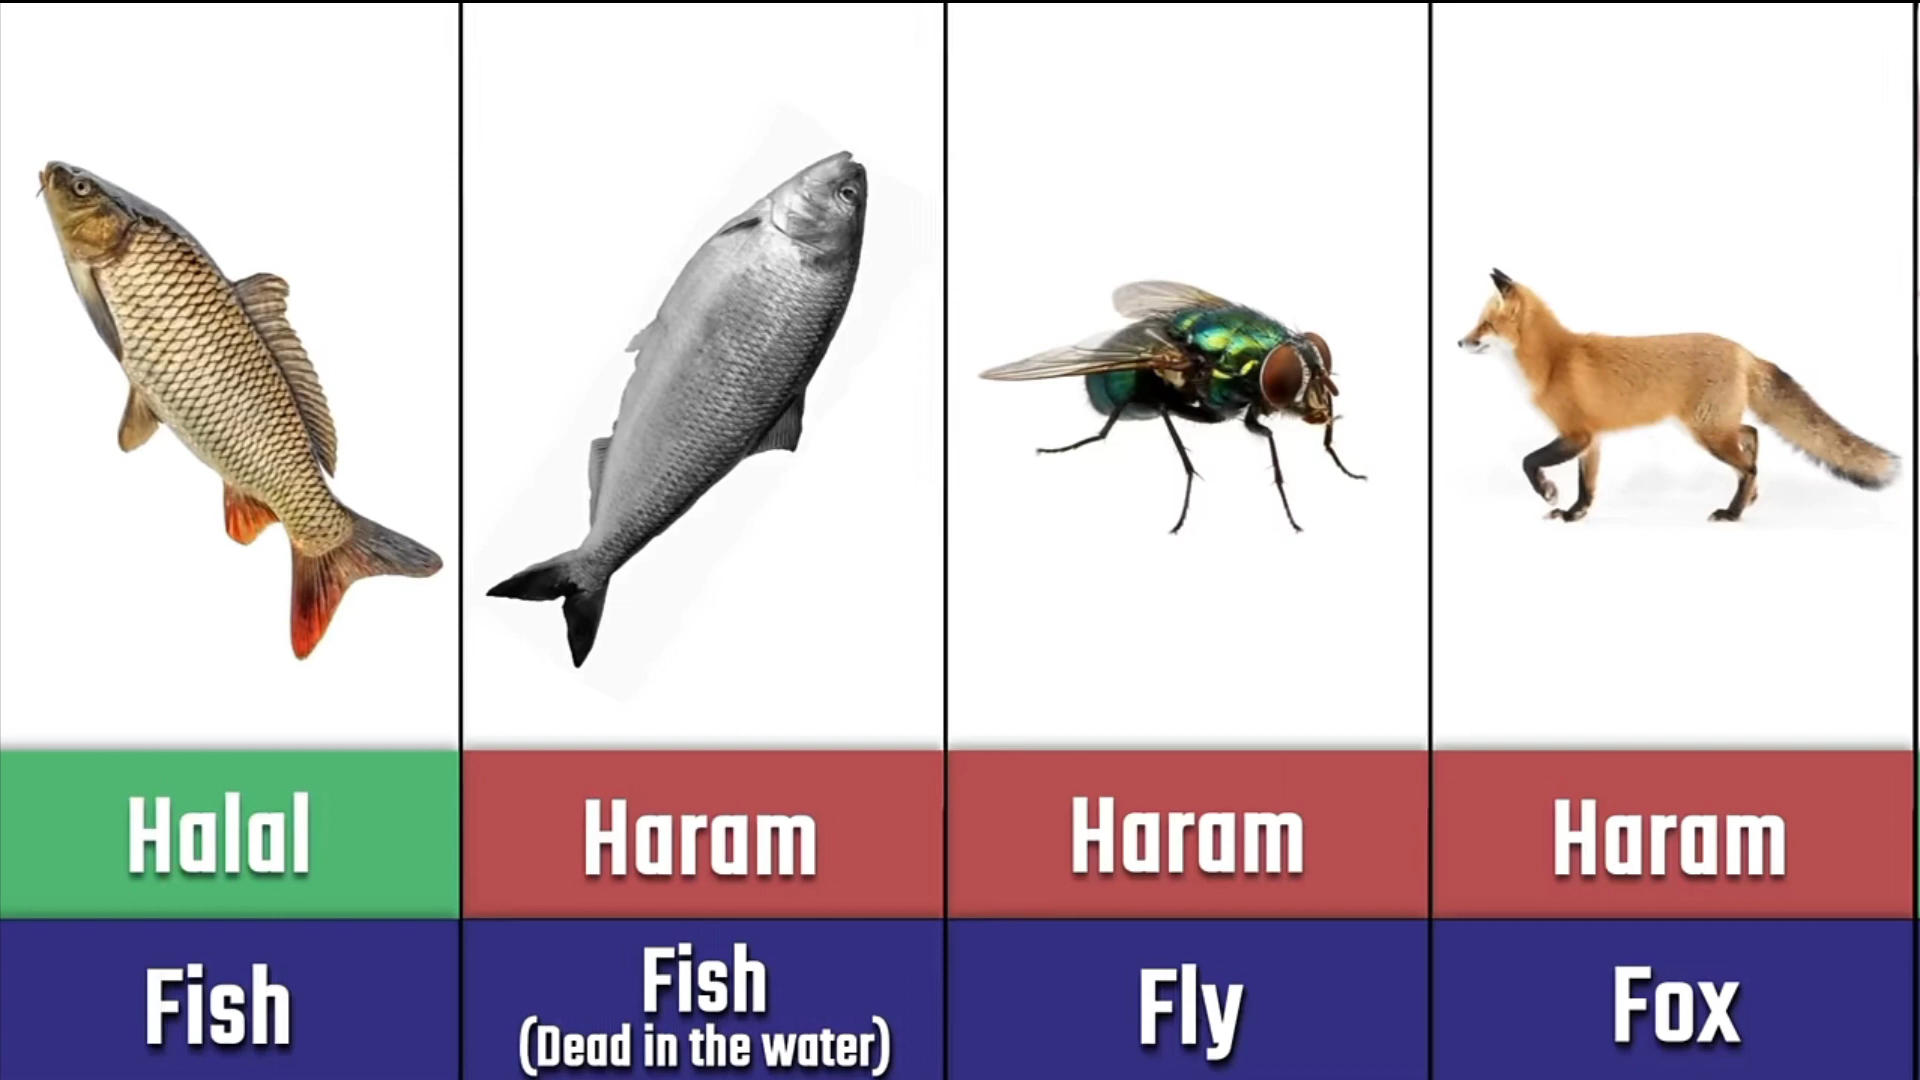 Halal
Haram
Haram
Haram
Fish
Fish
(Dead in the water)
Fly
Fox